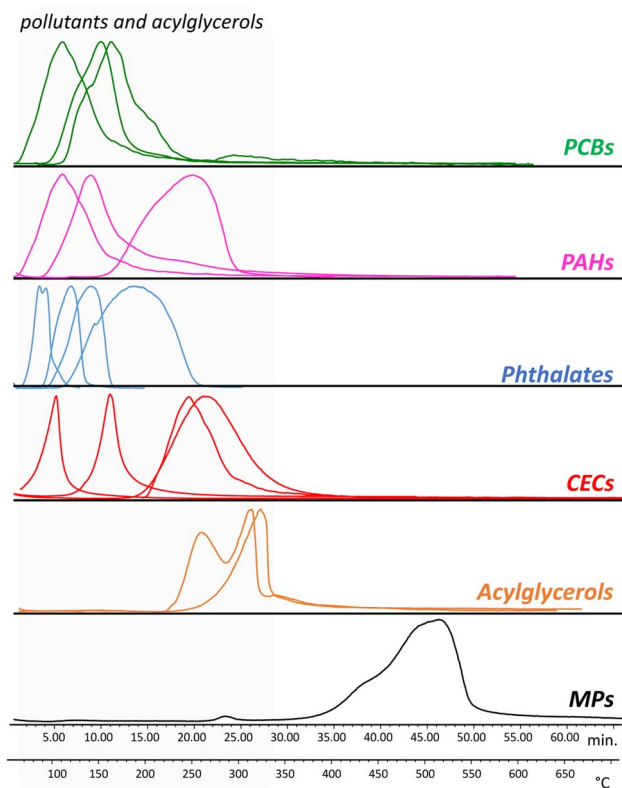 pollutants and acylglycerols
PCBs
PAHs
Phthalates
CECs
Acylglycerols
MPs
5.00 10.00 15.00 20.00 25.00 30.00 35.00 40.00 45.00 50.00 55.00 60.00 min.
100 150 200 250 300 350 400 450 500 550 600 650 °C